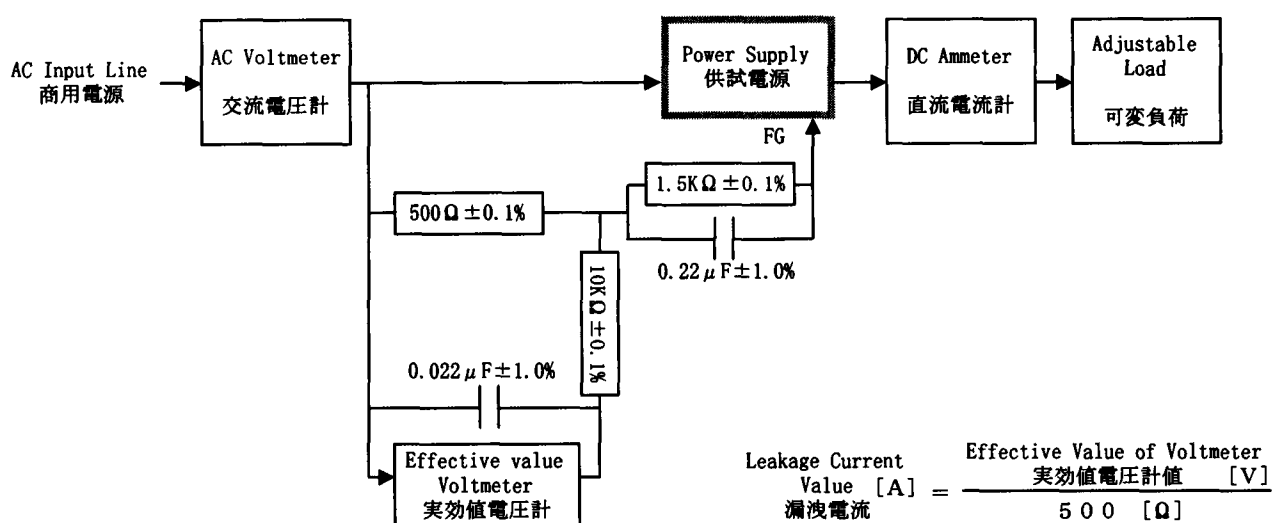 AC Input Line
商用電源
AC Voltmeter
交流電圧計
Power Supply
供試電源
DC Ammeter
直流電流計
Adjustable
Load
可変負荷
FG
1.5KΩ±0.1%
500Ω±0.1%
0.22μF±1.0%
10KΩ±0.1%
0.022μF±1.0%
Effective value
Voltmeter
実効値電圧計
Leakage Current
Value [A] =
漏洩電流
Effective Value of Voltmeter
実効値電圧計値 [V]
500 [Ω]